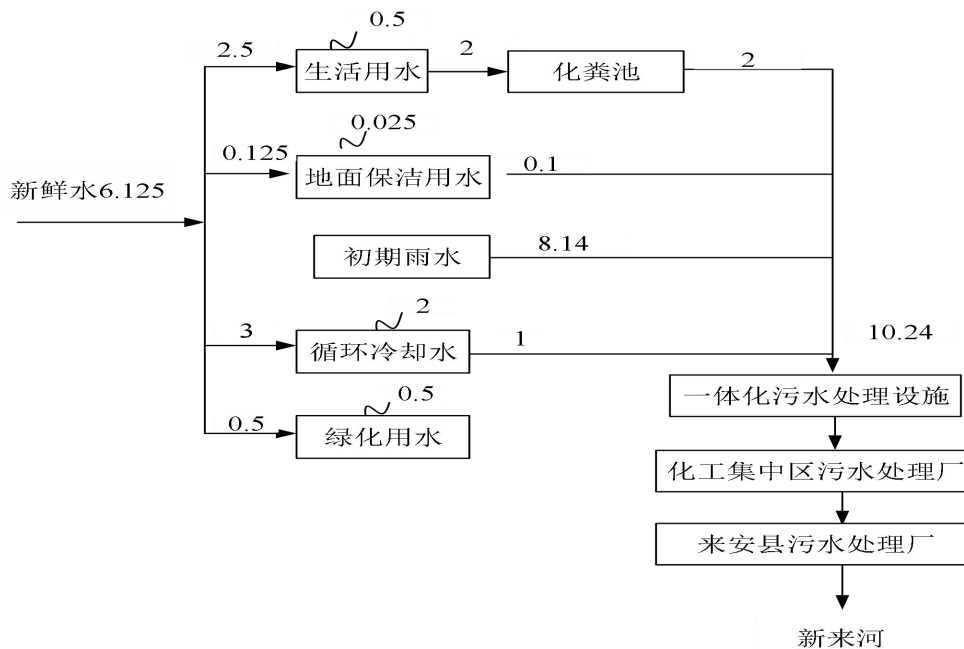 0.5
2.5
生活用水
2
化粪池
2
0.025
0.125
地面保洁用水
0.1
新鲜水6.125
初期雨水
8.14
2
3
循环冷却水
1
10.24
0.5
0.5
绿化用水
一体化污水处理设施
化工集中区污水处理厂
来安县污水处理厂
新来河